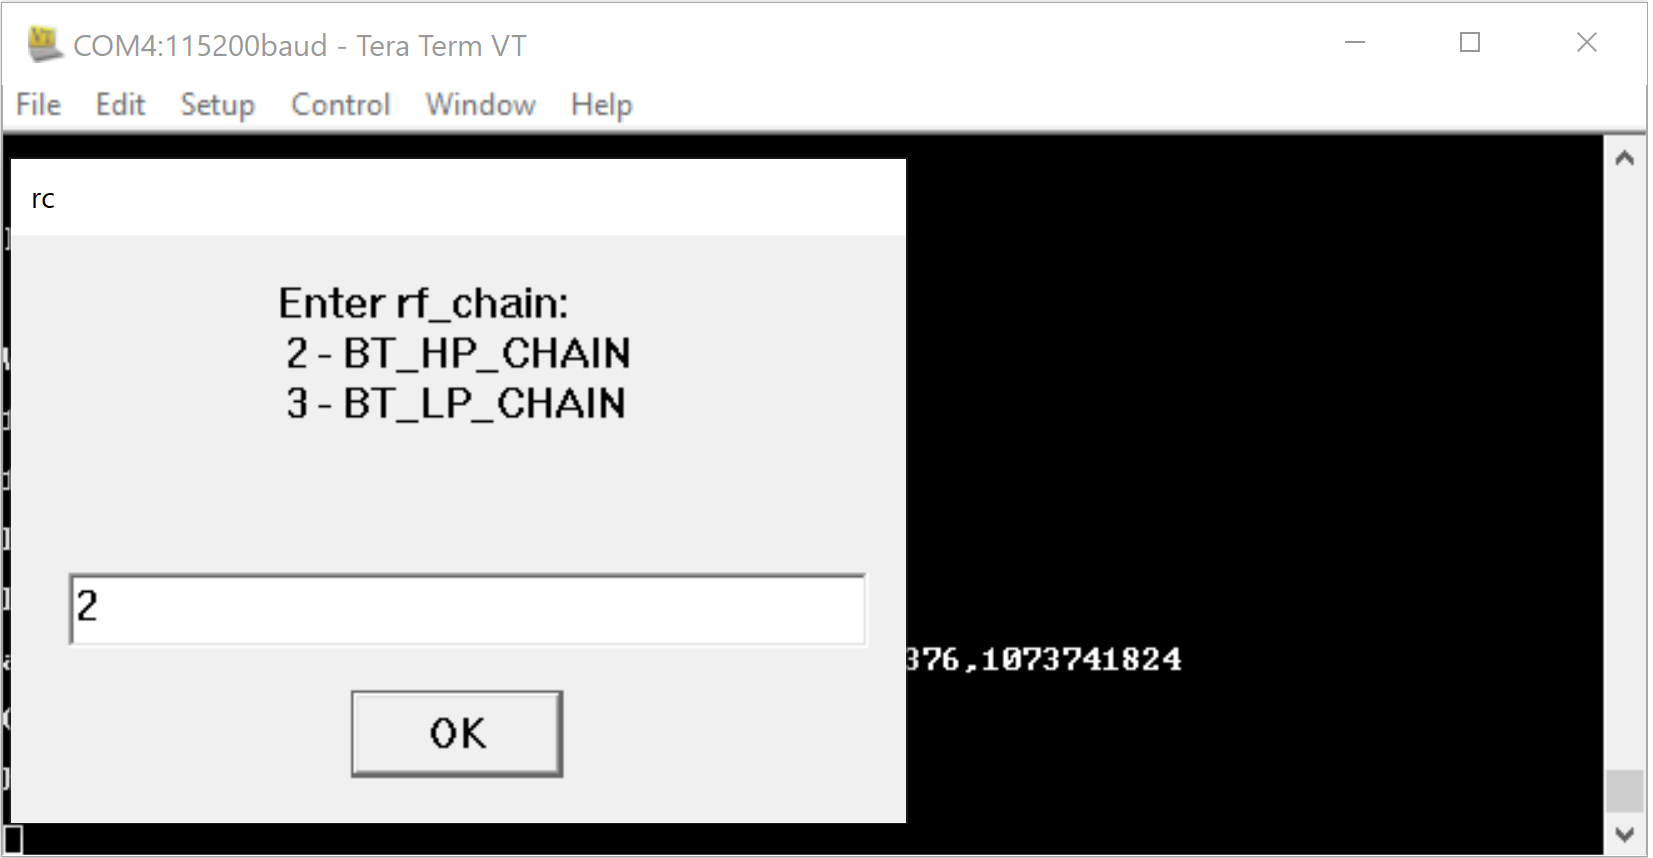 COM4:115200baud - Tera Term VT
File Edit Setup Control Window Help
rc
Enter rf_chain:
2 - BT_HP_CHAIN
3 - BT_LP_CHAIN
2
376,1073741824
OK